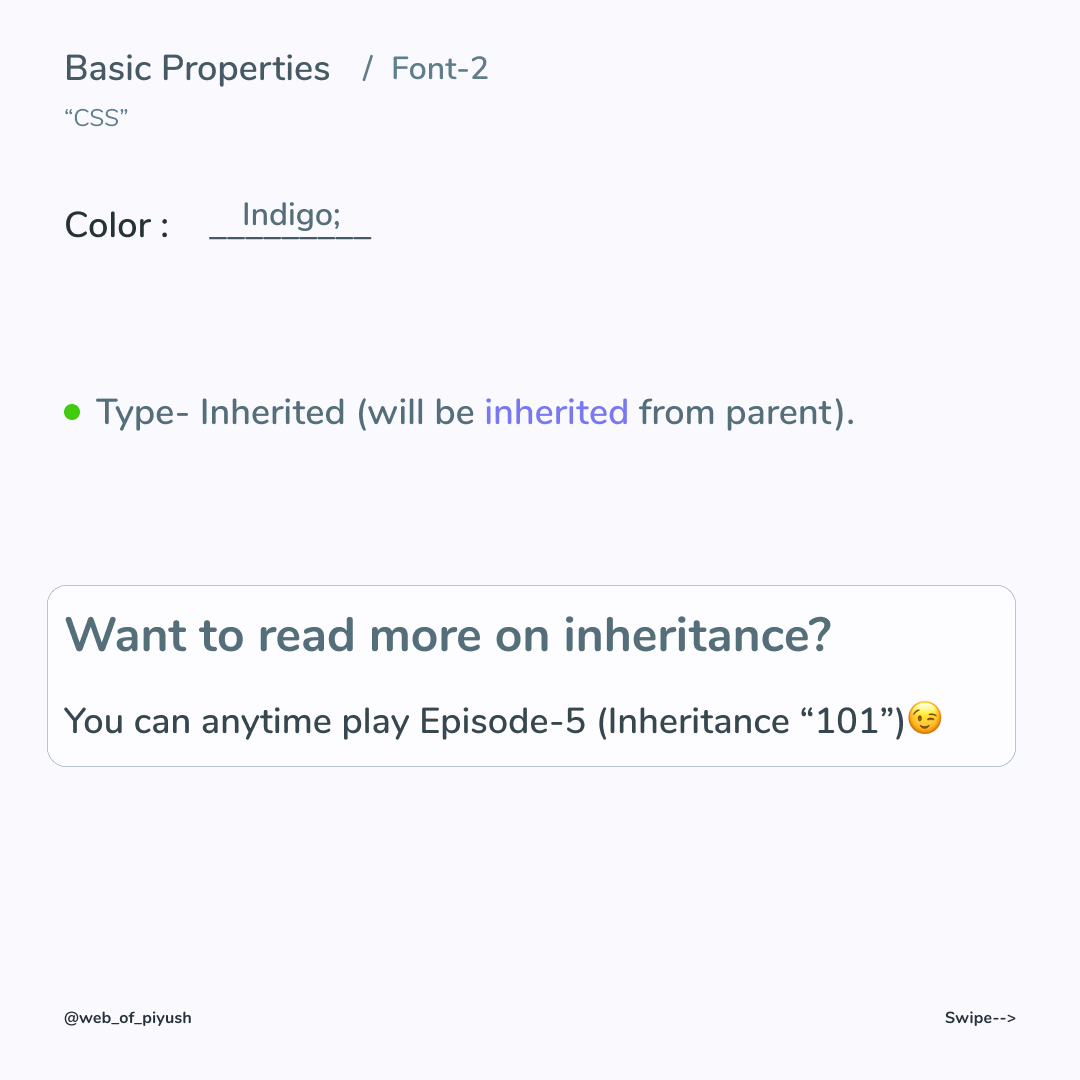 Basic Properties / Font-2
“CSS”
Color : Indigo;
Type- Inherited (will be inherited from parent).
Want to read more on inheritance?
You can anytime play Episode-5 (Inheritance “101”)😉
@web_of_piyush
Swipe-->